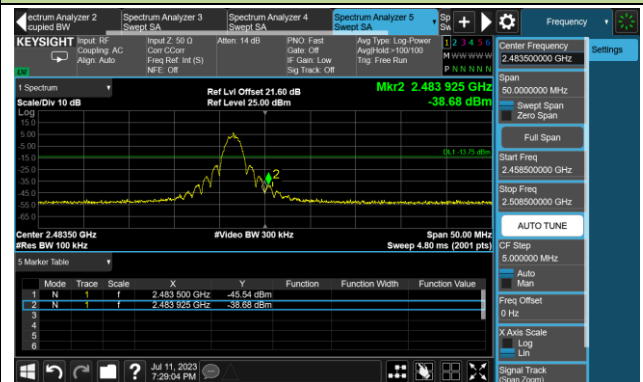 ectrum Analyzer 2
cupied BW
Spectrum Analyzer 3
Swept SA
Spectrum Analyzer 4
Swept SA
Spectrum Analyzer 5
Swept SA
Sp
Sw
Frequency
KEYSIGHT
Input: RF
Coupling: AC
Align: Auto
Input Z: 50 Ω
Corr CCorr
Freq Ref: Int (S)
NFE: Off
Atten: 14 dB
PNO: Fast
Gate: Off
IF Gain: Low
Sig Track: Off
Avg Type: Log-Power
Avg|Hold >100/100
Trig: Free Run
1 2 3 4 5 6
M W W W W W
P N N N N N
LXI
1 Spectrum
Scale/Div 10 dB
Ref Lvl Offset 21.60 dB
Ref Level 25.00 dBm
Mkr2 2.483 925 GHz
-38.68 dBm
Log
15.0
5.00
-5.00
-15.0
-25.0
-35.0
-45.0
-55.0
-65.0
DL1 -13.75 dBm
2
Center 2.48350 GHz
#Res BW 100 kHz
#Video BW 300 kHz
Span 50.00 MHz
Sweep 4.80 ms (2001 pts)
5 Marker Table
Mode Trace Scale X Y Function Function Width Function Value
1 N 1 f 2.483 500 GHz -45.54 dBm
2 N 1 f 2.483 925 GHz -38.68 dBm
3
4
5
6
Jul 11, 2023
7:29:04 PM
Center Frequency
2.483500000 GHz
Settings
Span
50.0000000 MHz
Swept Span
Zero Span
Full Span
Start Freq
2.458500000 GHz
Stop Freq
2.508500000 GHz
AUTO TUNE
CF Step
5.000000 MHz
Auto
Man
Freq Offset
0 Hz
X Axis Scale
Log
Lin
Signal Track
(Span Zoom)